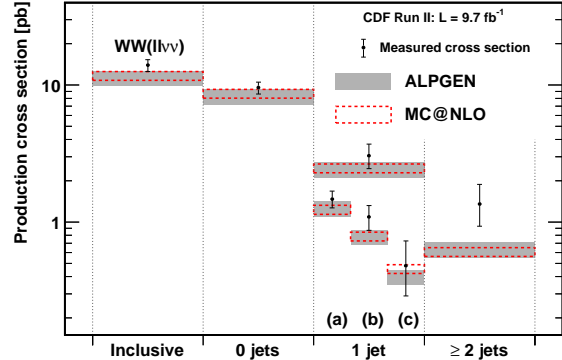 CDF Run II: L = 9.7 fb⁻¹
WW(llνν)
Measured cross section
ALPGEN
MC@NLO
Production cross section [pb]
10
1
(a) (b) (c)
Inclusive 0 jets 1 jet ≥ 2 jets